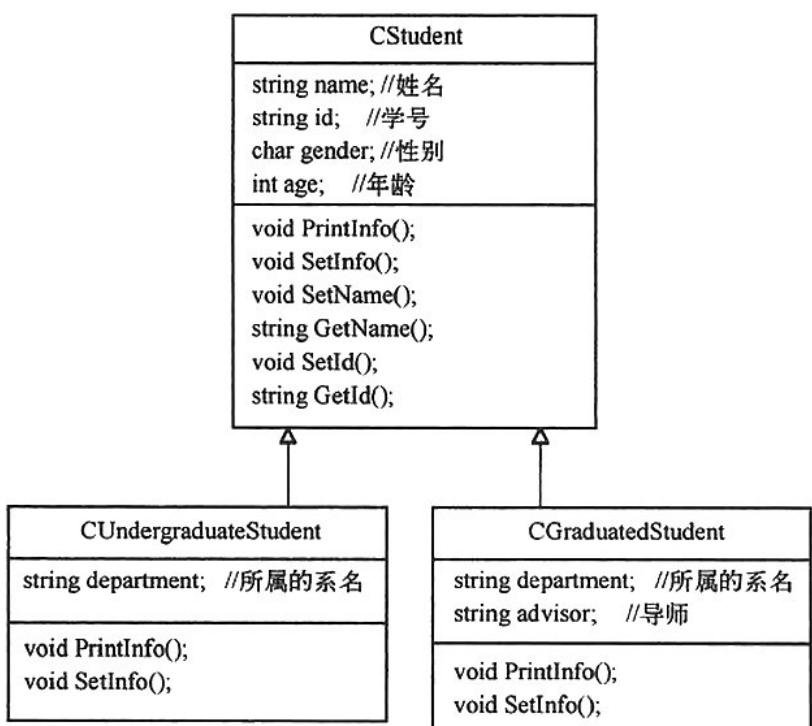 CStudent
string name; //姓名
string id; //学号
char gender; //性别
int age; //年龄
void PrintInfo();
void SetInfo();
void SetName();
string GetName();
void SetId();
string GetId();
CUndergraduateStudent
string department; //所属的系名
void PrintInfo();
void SetInfo();
CGraduatedStudent
string department; //所属的系名
string advisor; //导师
void PrintInfo();
void SetInfo();